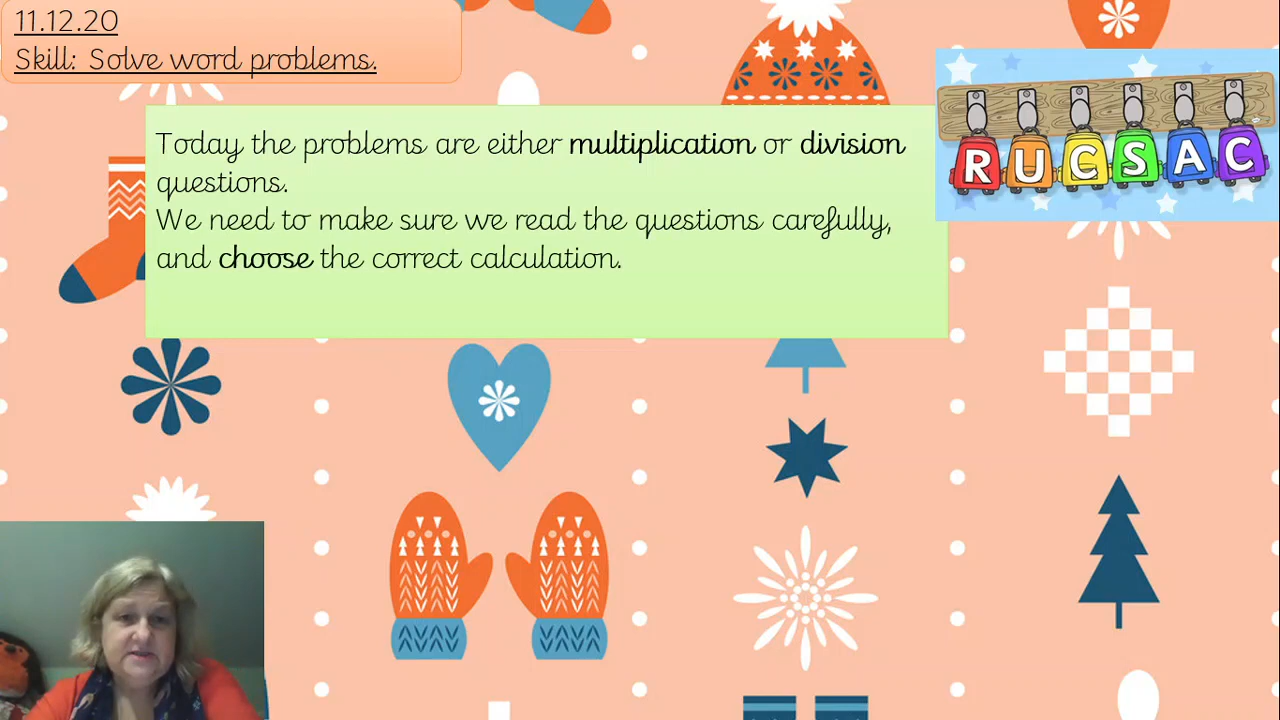 11.12.20
Skill: Solve word problems.
Today the problems are either multiplication or division
questions.
We need to make sure we read the questions carefully,
and choose the correct calculation.
RUCSAC